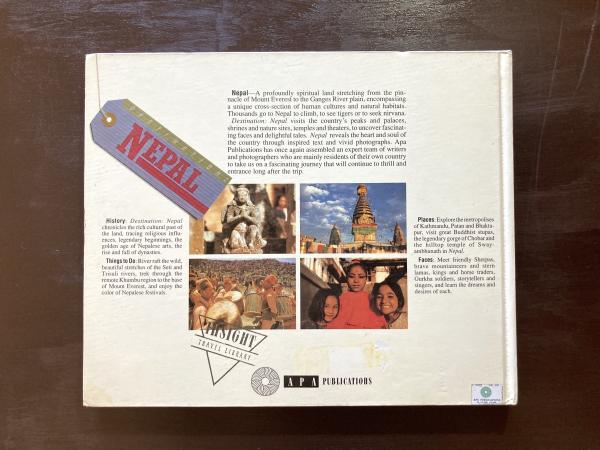 Nepal—A profoundly spiritual land stretching from the pin-
nacle of Mount Everest to the Ganges River plain, encompassing
a unique cross-section of human cultures and natural habitats.
Thousands go to Nepal to climb, to see tigers or to seek nirvana.
Destination: Nepal visits the country's peaks and palaces,
shrines and nature sites, temples and theaters, to uncover fascinat-
ing faces and delightful tales. Nepal reveals the heart and soul of
the country through inspired text and vivid photographs. Apa
Publications has once again assembled an expert team of writers
and photographers who are mainly residents of their own country
to take us on a fascinating journey that will continue to thrill and
entrance long after the trip.
NEPAL
History: Destination: Nepal
chronicles the rich cultural past of
the land, tracing religious influ-
ences, legendary beginnings, the
golden age of Nepalese arts, the
rise and fall of dynasties.
Things to Do: River raft the wild,
beautiful stretches of the Seti and
Trisuli rivers, trek through the
remote Khumbu region to the base
of Mount Everest, and enjoy the
color of Nepalese festivals.
Places: Explore the metropolises
of Kathmandu, Patan and Bhakta-
pur, visit great Buddhist stupas,
the legendary gorge of Chobar and
the hilltop temple of Sway-
ambhunath in Nepal.
Faces: Meet friendly Sherpas,
brave mountaineers and stern
lamas, kings and horse traders,
Gurkha soldiers, storytellers and
singers, and learn the dreams and
desires of each.
INSIGHT
TRAVEL LIBRARY
APA PUBLICATIONS